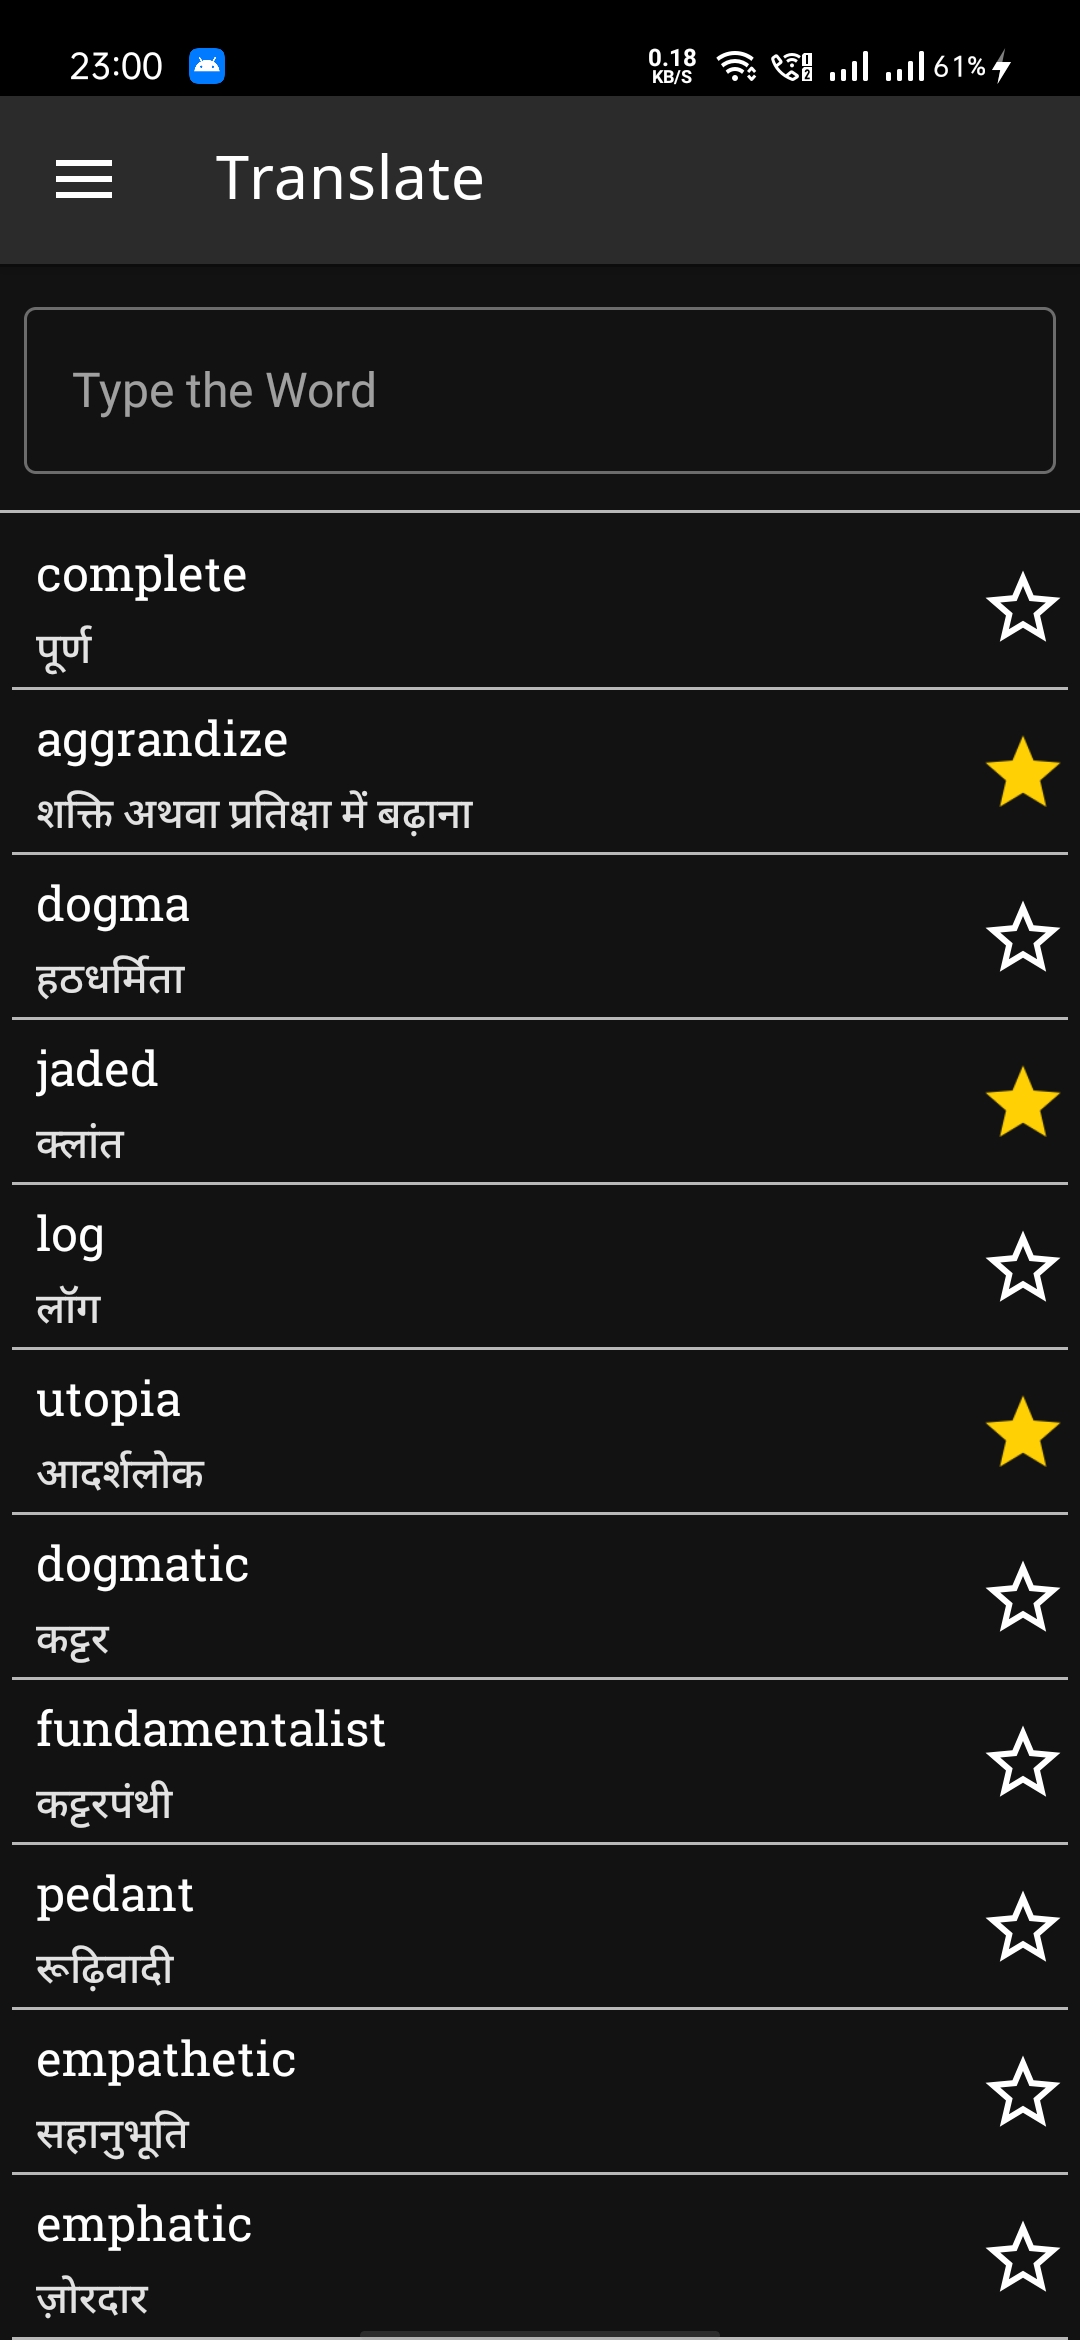 23:00
0.18
KB/S
61%
Translate
Type the Word
complete
पूर्ण
aggrandize
शक्ति अथवा प्रतिक्षा में बढ़ाना
dogma
हठधर्मिता
jaded
क्लांत
log
लॉग
utopia
आदर्शलोक
dogmatic
कट्टर
fundamentalist
कट्टरपंथी
pedant
रूढ़िवादी
empathetic
सहानुभूति
emphatic
ज़ोरदार